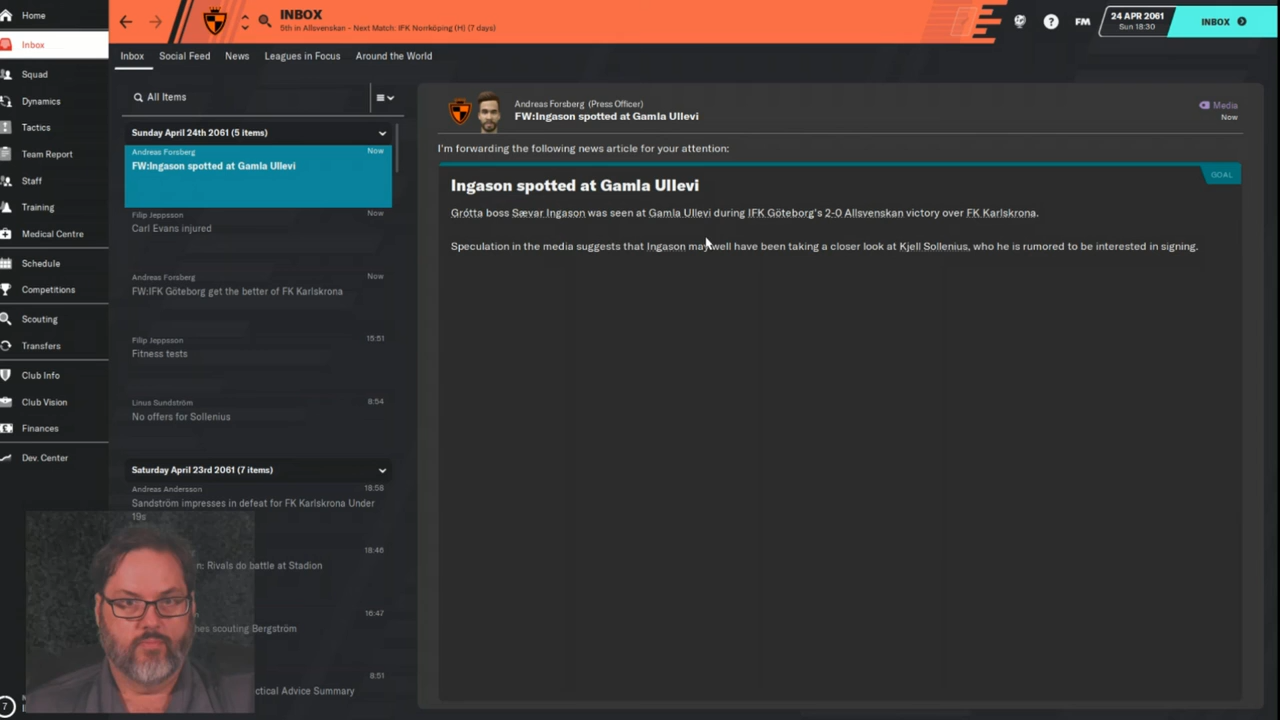 Home
Inbox
Squad
Dynamics
Tactics
Team Report
Staff
Training
Medical Centre
Schedule
Competitions
Scouting
Transfers
Club Info
Club Vision
Finances
Dev. Center
7
INBOX
5th in Allsvenskan - Next Match: IFK Norrköping (H) (7 days)
?
FM
24 APR 2061
Sun 18:30
INBOX
Inbox Social Feed News Leagues in Focus Around the World
All Items
Sunday April 24th 2061 (5 items)
Andreas Forsberg Now
FW:Ingason spotted at Gamla Ullevi
Filip Jeppsson Now
Carl Evans injured
Andreas Forsberg Now
FW:IFK Göteborg get the better of FK Karlskrona
Filip Jeppsson 15:51
Fitness tests
Linus Sundström 8:54
No offers for Sollenius
Saturday April 23rd 2061 (7 items)
Andreas Andersson 18:58
Sandström impresses in defeat for FK Karlskrona Under
19s
18:46
n: Rivals do battle at Stadion
16:47
hes scouting Bergström
8:51
ctical Advice Summary
Andreas Forsberg (Press Officer)
FW:Ingason spotted at Gamla Ullevi
Media
Now
I'm forwarding the following news article for your attention:
GOAL
Ingason spotted at Gamla Ullevi
Grótta boss Sævar Ingason was seen at Gamla Ullevi during IFK Göteborg's 2-0 Allsvenskan victory over FK Karlskrona.
Speculation in the media suggests that Ingason may well have been taking a closer look at Kjell Sollenius, who he is rumored to be interested in signing.